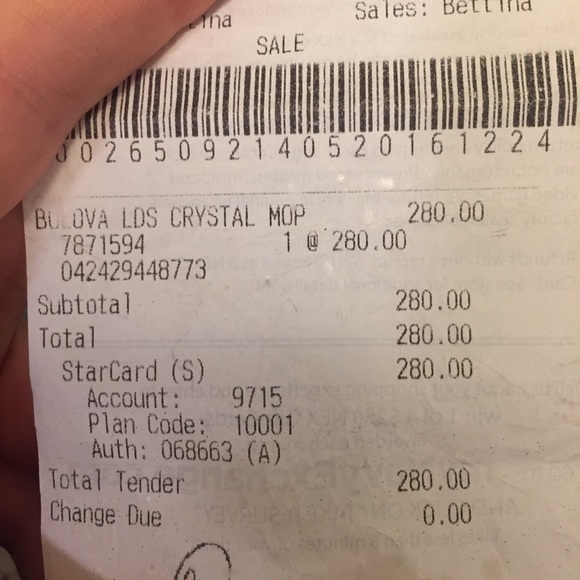 Sales: Bettina
SALE
00265092140520161224
BULOVA LDS CRYSTAL MOP 280.00
7871594 1 @ 280.00
042429448773
Subtotal 280.00
Total 280.00
StarCard (S) 280.00
Account: 9715
Plan Code: 10001
Auth: 068663 (A)
Total Tender 280.00
Change Due 0.00